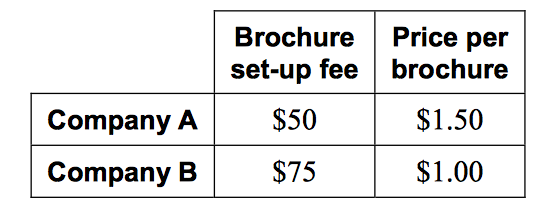 Brochure set-up fee Price per brochure
Company A $50 $1.50
Company B $75 $1.00